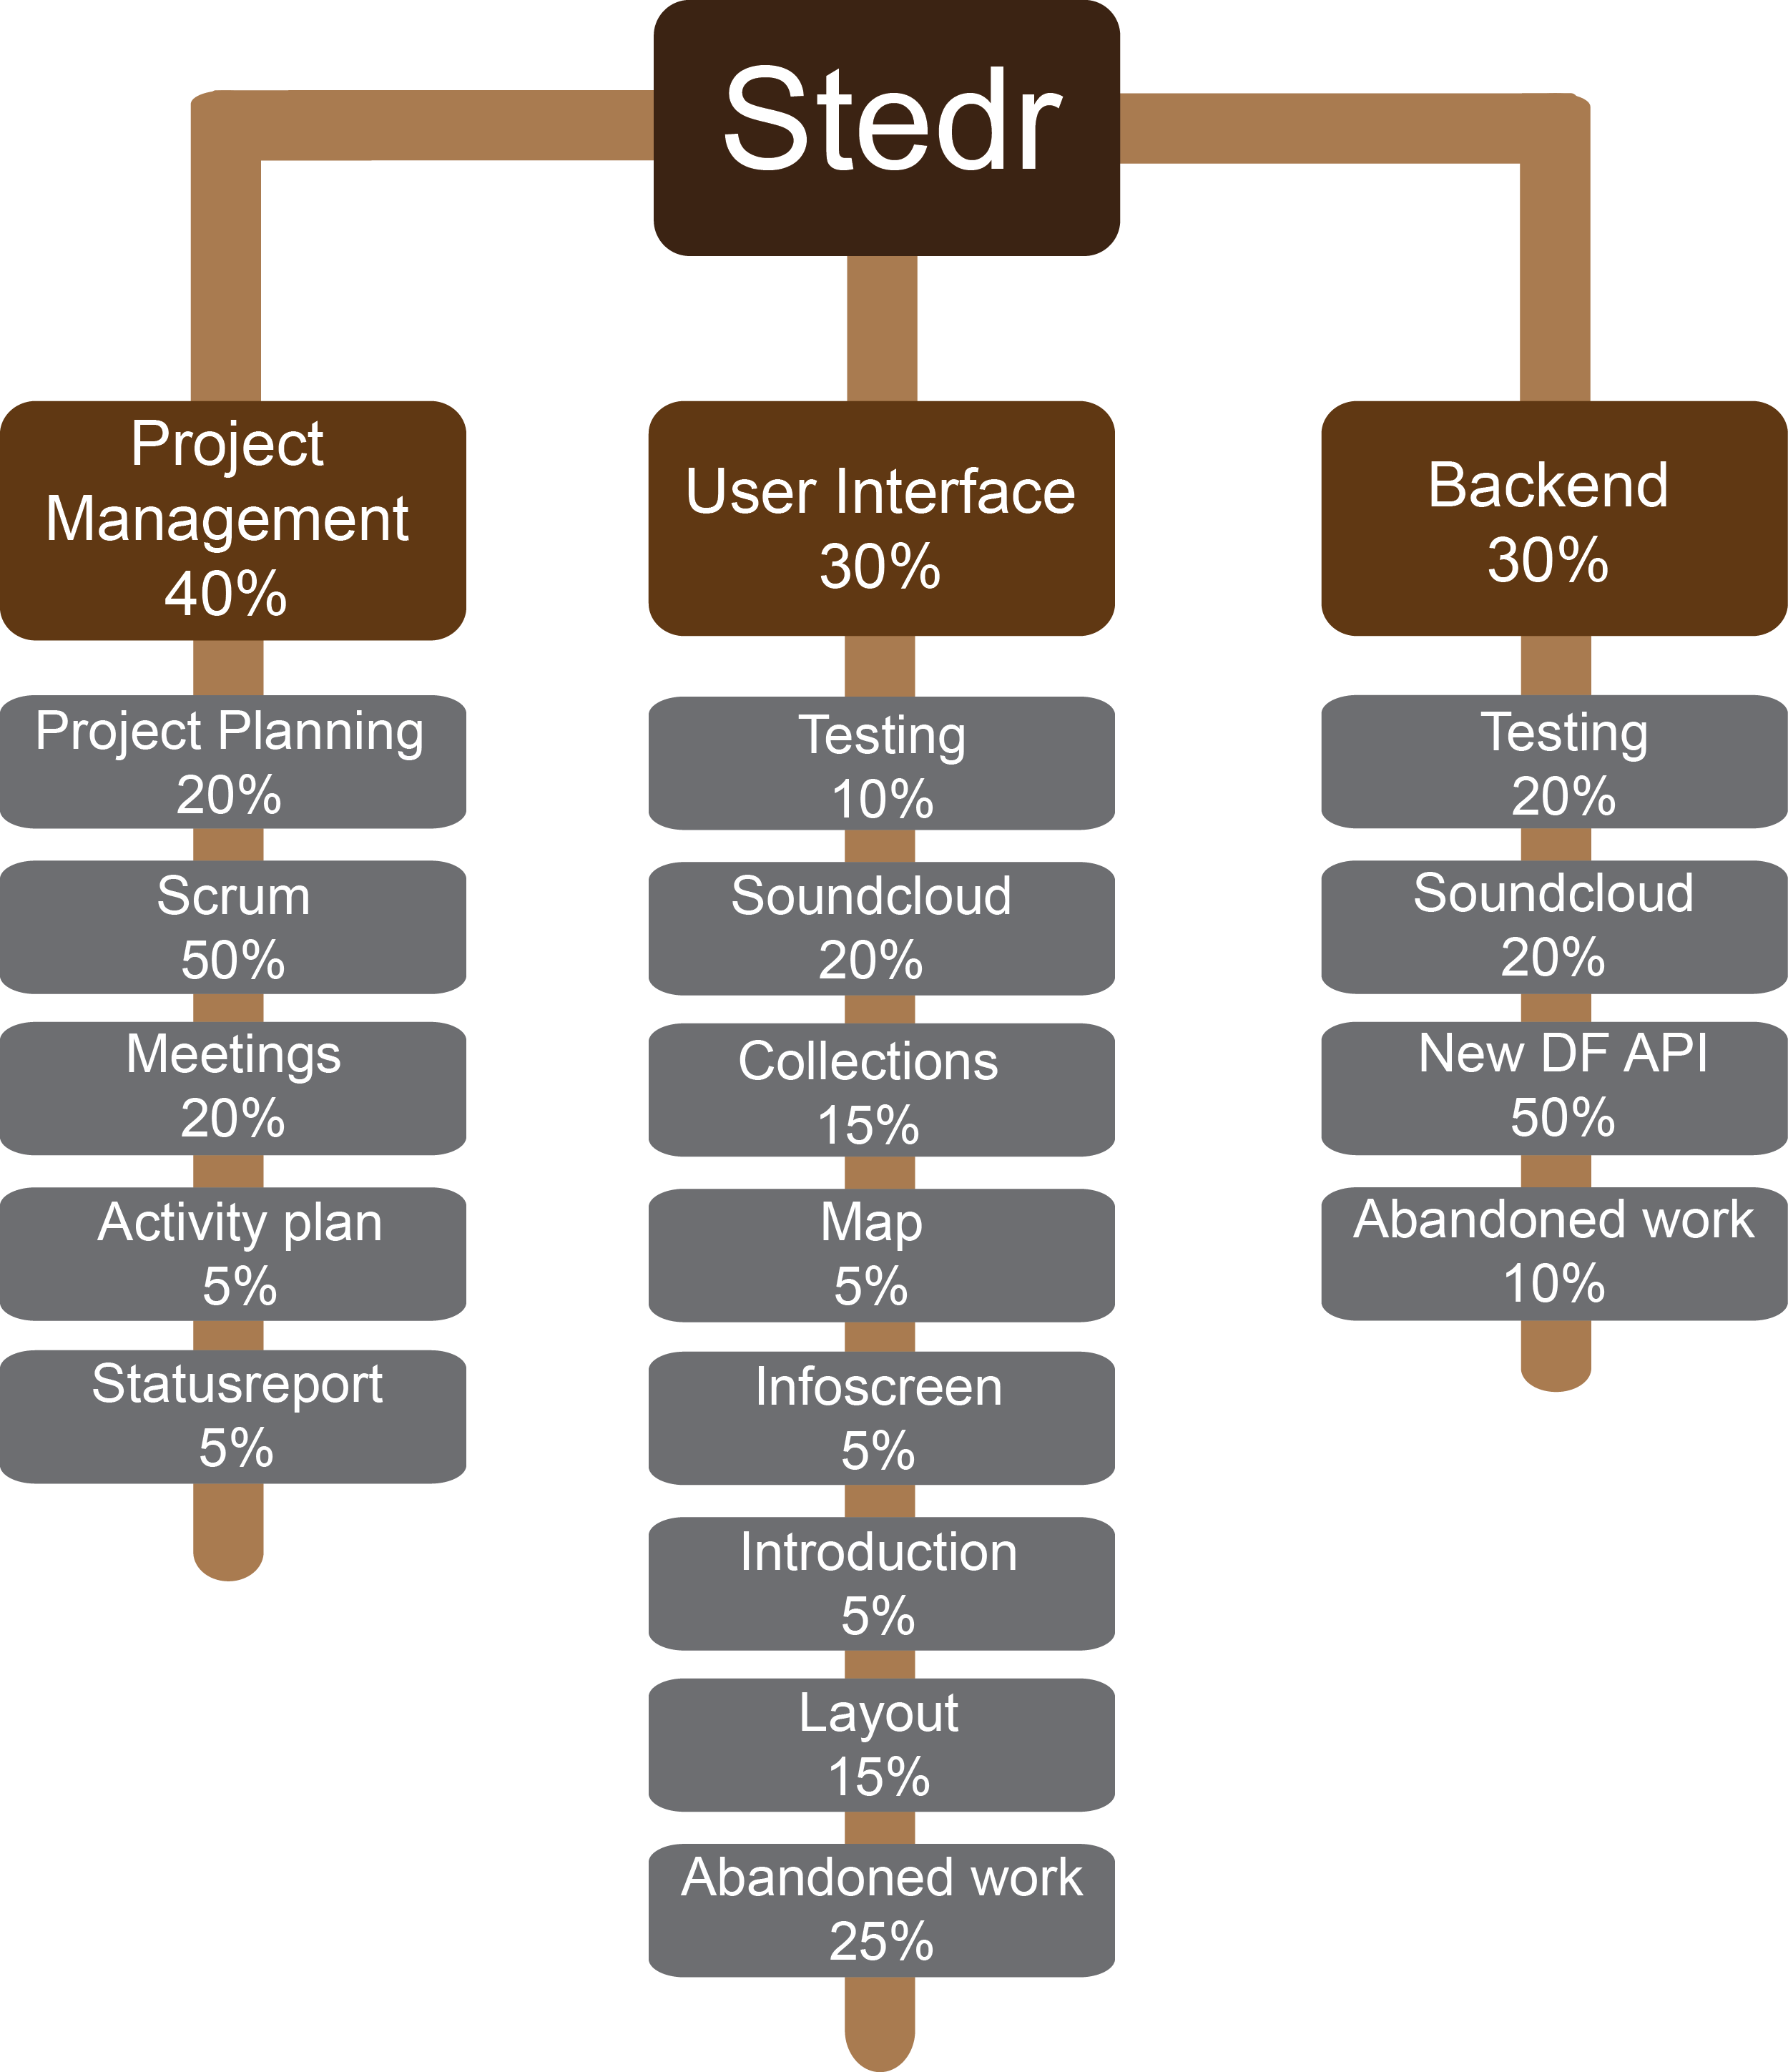 Stedr
Project
Management
40%
Project Planning
20%
Scrum
50%
Meetings
20%
Activity plan
5%
Statusreport
5%
User Interface
30%
Testing
10%
Soundcloud
20%
Collections
15%
Map
5%
Infoscreen
5%
Introduction
5%
Layout
15%
Abandoned work
25%
Backend
30%
Testing
20%
Soundcloud
20%
New DF API
50%
Abandoned work
10%